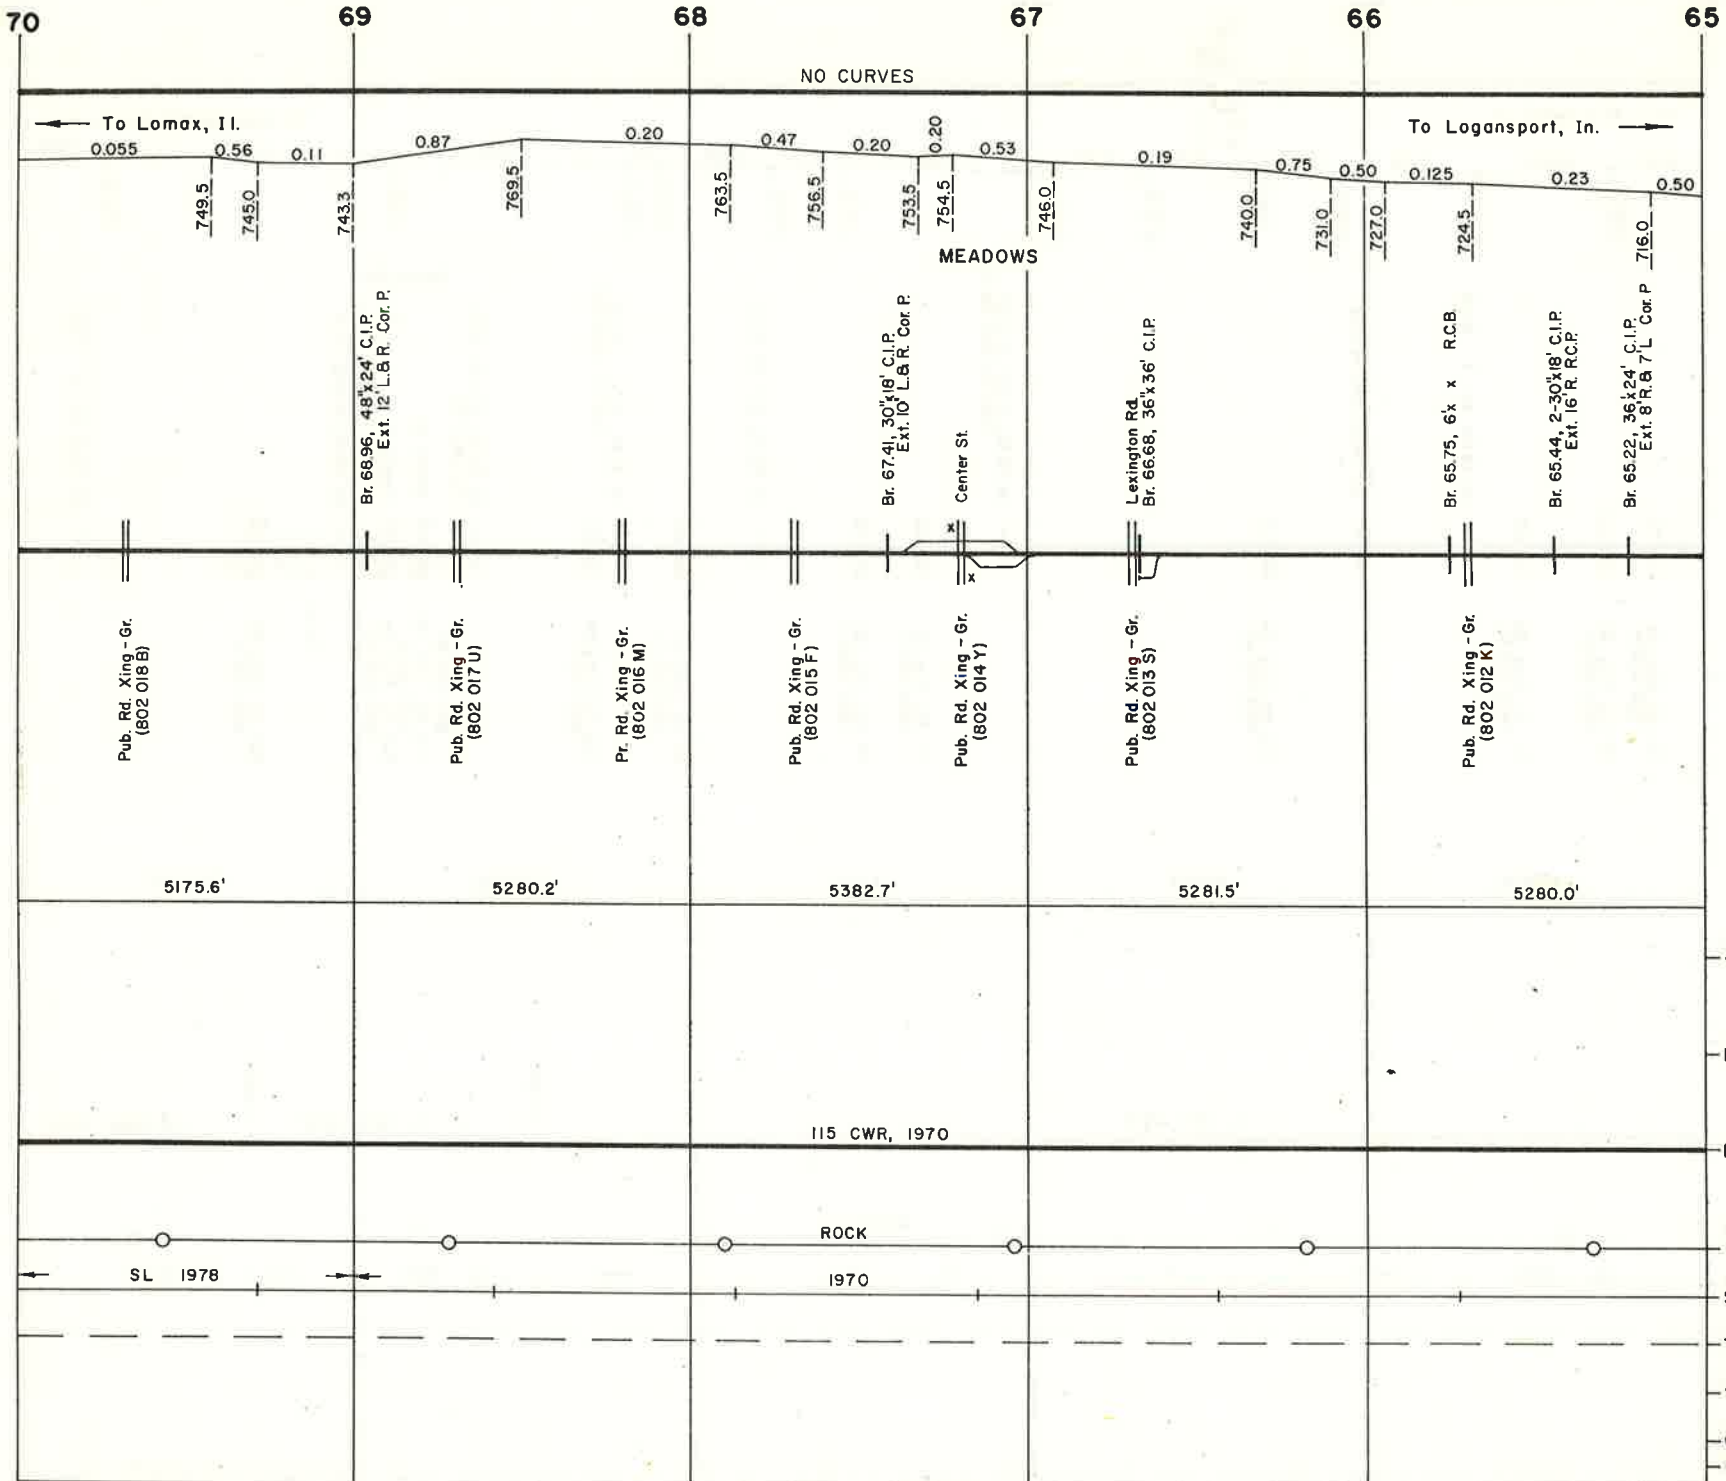 70 69 68 67 66 65
NO CURVES
To Lomax, Il.
To Logansport, In.
0.055 0.56 0.11 0.87 0.20 0.47 0.20 0.20 0.53 0.19 0.75 0.50 0.125 0.23 0.50
749.5 745.0 743.3 769.5 763.5 756.5 753.5 754.5 746.0 740.0 731.0 727.0 724.5 716.0
MEADOWS
Br. 68.96, 48"x24' C.I.P.
Ext. 12' L.& R. Cor. P.
Br. 67.41, 30"x18' C.I.P.
Ext. 10' L.& R. Cor. P.
Center St.
Lexington Rd.
Br. 66.68, 36"x36' C.I.P.
Br. 65.75, 6'x x R.C.B.
Br. 65.44, 2-30"x18' C.I.P.
Ext. 16' R. R.C.P.
Br. 65.22, 36"x24' C.I.P.
Ext. 8' R.& 7' L Cor. P
x
x
Pub. Rd. Xing - Gr.
(802 018 B)
Pub. Rd. Xing - Gr.
(802 017 U)
Pr. Rd. Xing - Gr.
(802 016 M)
Pub. Rd. Xing - Gr.
(802 015 F)
Pub. Rd. Xing - Gr.
(802 014 Y)
Pub. Rd. Xing - Gr.
(802 013 S)
Pub. Rd. Xing - Gr.
(802 012 K)
5175.6' 5280.2' 5382.7' 5281.5' 5280.0'
115 CWR, 1970
ROCK
SL 1978
1970